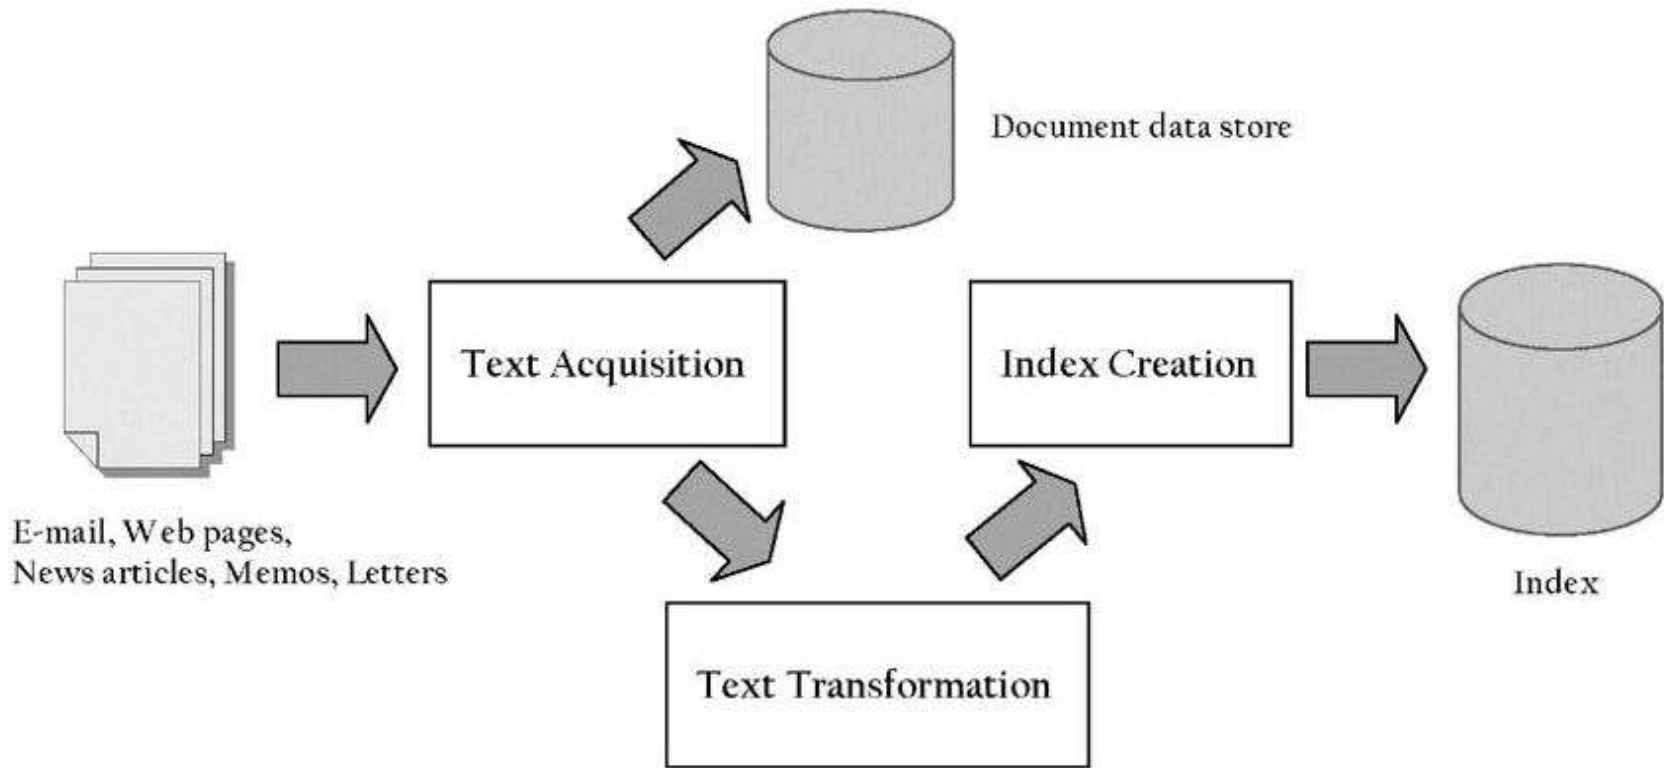 Document data store
Text Acquisition
Index Creation
E-mail, Web pages,
News articles, Memos, Letters
Index
Text Transformation